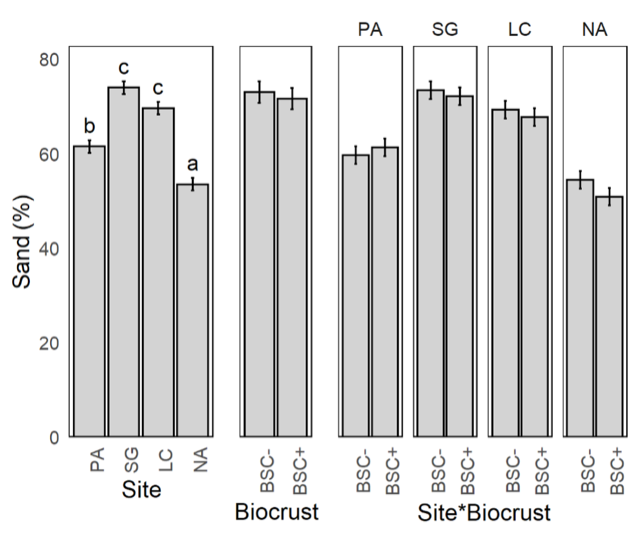 PA SG LC NA
80
60
40
20
0
Sand (%)
b c c a
PA SG LC NA
Site
BSC- BSC+
Biocrust
BSC- BSC+ BSC- BSC+ BSC- BSC+ BSC- BSC+
Site*Biocrust